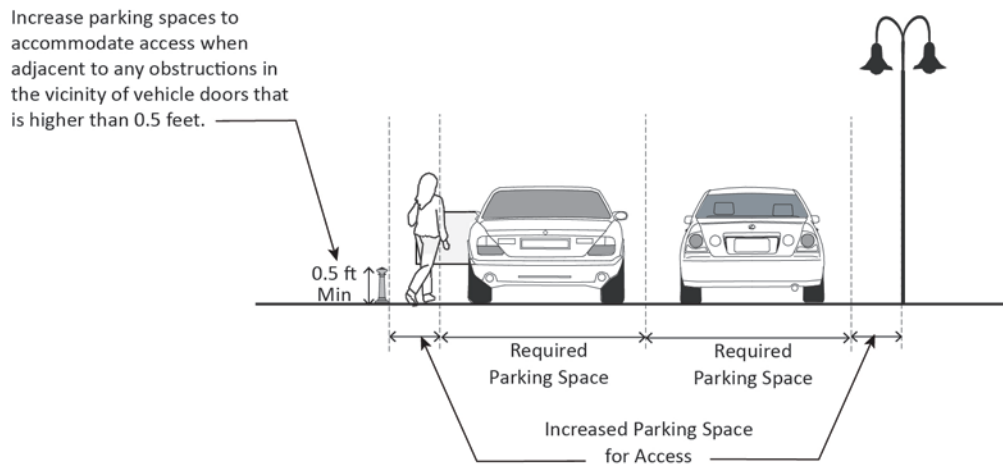 Increase parking spaces to
accommodate access when
adjacent to any obstructions in
the vicinity of vehicle doors that
is higher than 0.5 feet.
0.5 ft
Min
Required
Parking Space
Required
Parking Space
Increased Parking Space
for Access